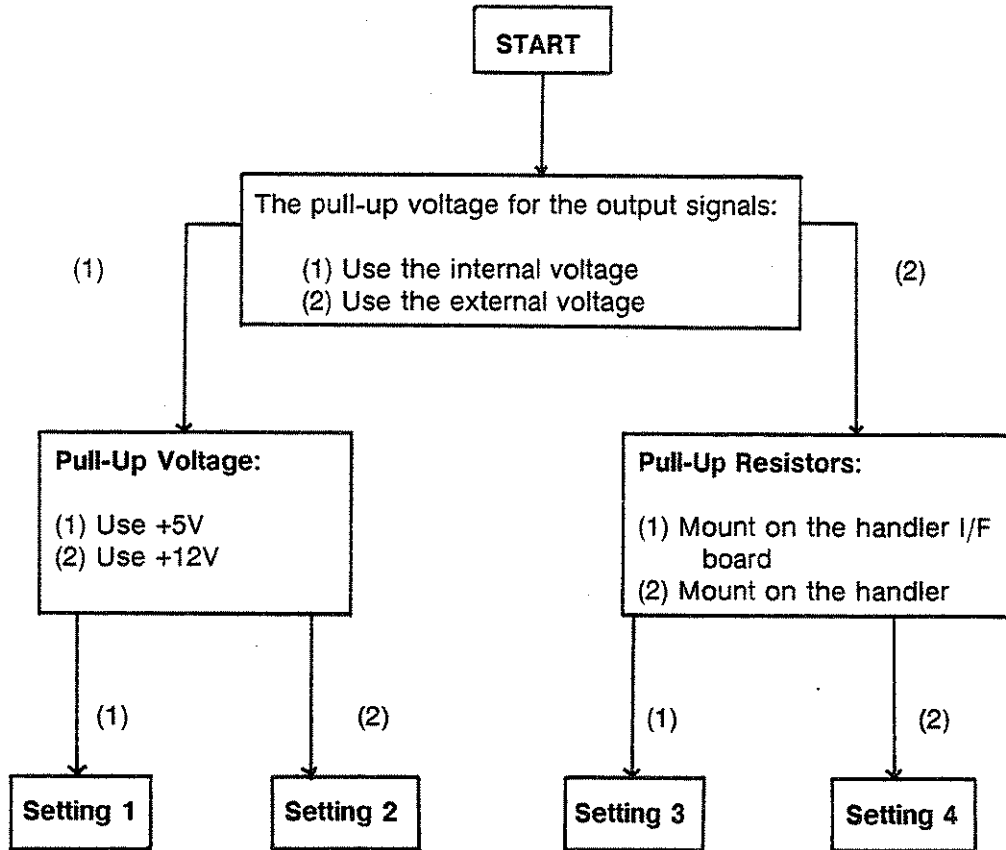 START
The pull-up voltage for the output signals:
(1) Use the internal voltage
(2) Use the external voltage
(1)
(2)
Pull-Up Voltage:
(1) Use +5V
(2) Use +12V
Pull-Up Resistors:
(1) Mount on the handler I/F
board
(2) Mount on the handler
(1)
(2)
(1)
(2)
Setting 1
Setting 2
Setting 3
Setting 4